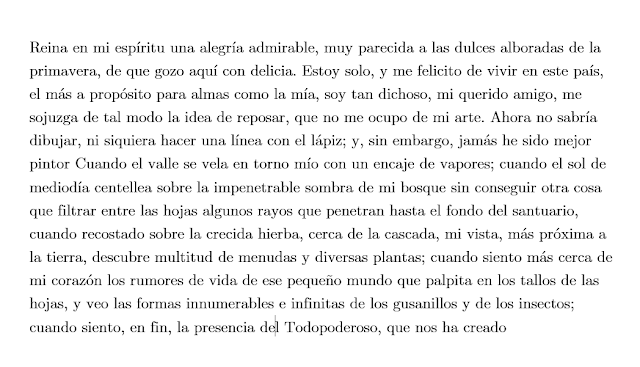 Reina en mi espíritu una alegría admirable, muy parecida a las dulces alboradas de la
primavera, de que gozo aquí con delicia. Estoy solo, y me felicito de vivir en este país,
el más a propósito para almas como la mía, soy tan dichoso, mi querido amigo, me
sojuzga de tal modo la idea de reposar, que no me ocupo de mi arte. Ahora no sabría
dibujar, ni siquiera hacer una línea con el lápiz; y, sin embargo, jamás he sido mejor
pintor Cuando el valle se vela en torno mío con un encaje de vapores; cuando el sol de
mediodía centellea sobre la impenetrable sombra de mi bosque sin conseguir otra cosa
que filtrar entre las hojas algunos rayos que penetran hasta el fondo del santuario,
cuando recostado sobre la crecida hierba, cerca de la cascada, mi vista, más próxima a
la tierra, descubre multitud de menudas y diversas plantas; cuando siento más cerca de
mi corazón los rumores de vida de ese pequeño mundo que palpita en los tallos de las
hojas, y veo las formas innumerables e infinitas de los gusanillos y de los insectos;
cuando siento, en fin, la presencia del Todopoderoso, que nos ha creado